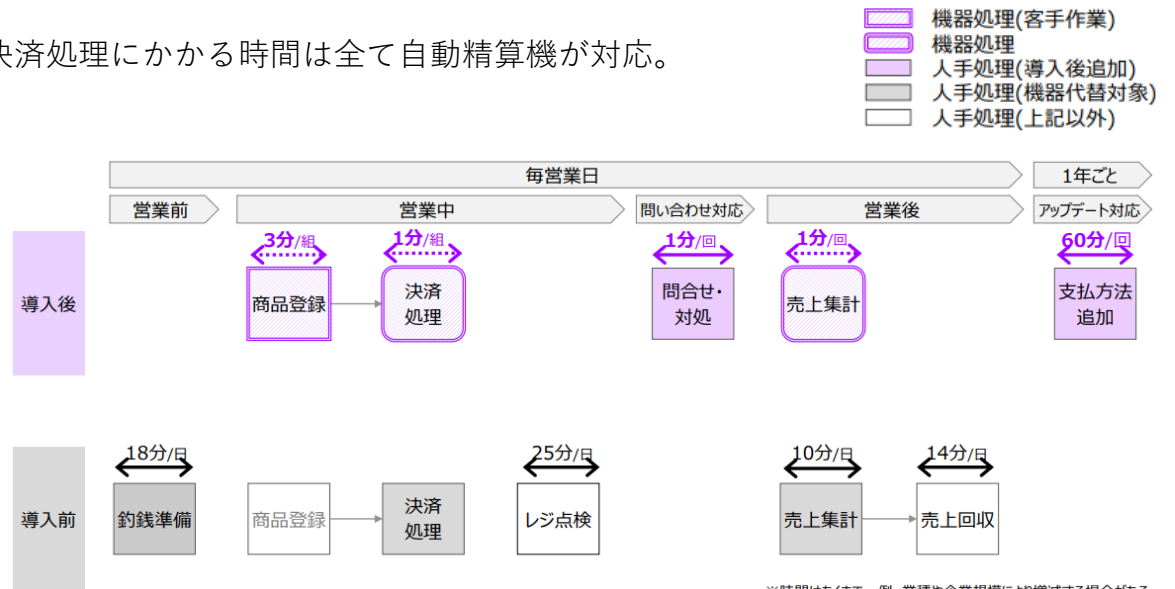 機器処理(客手作業)
機器処理
人手処理(導入後追加)
人手処理(機器代替対象)
人手処理(上記以外)
決済処理にかかる時間は全て自動精算機が対応。
毎営業日
1年ごと
営業前
営業中
問い合わせ対応
営業後
アップデート対応
導入後
3分/組
商品登録
1分/組
決済
処理
1分/回
問合せ・
対処
1分/回
売上集計
60分/回
支払方法
追加
導入前
18分/日
釣銭準備
商品登録
決済
処理
25分/日
レジ点検
10分/日
売上集計
14分/日
売上回収